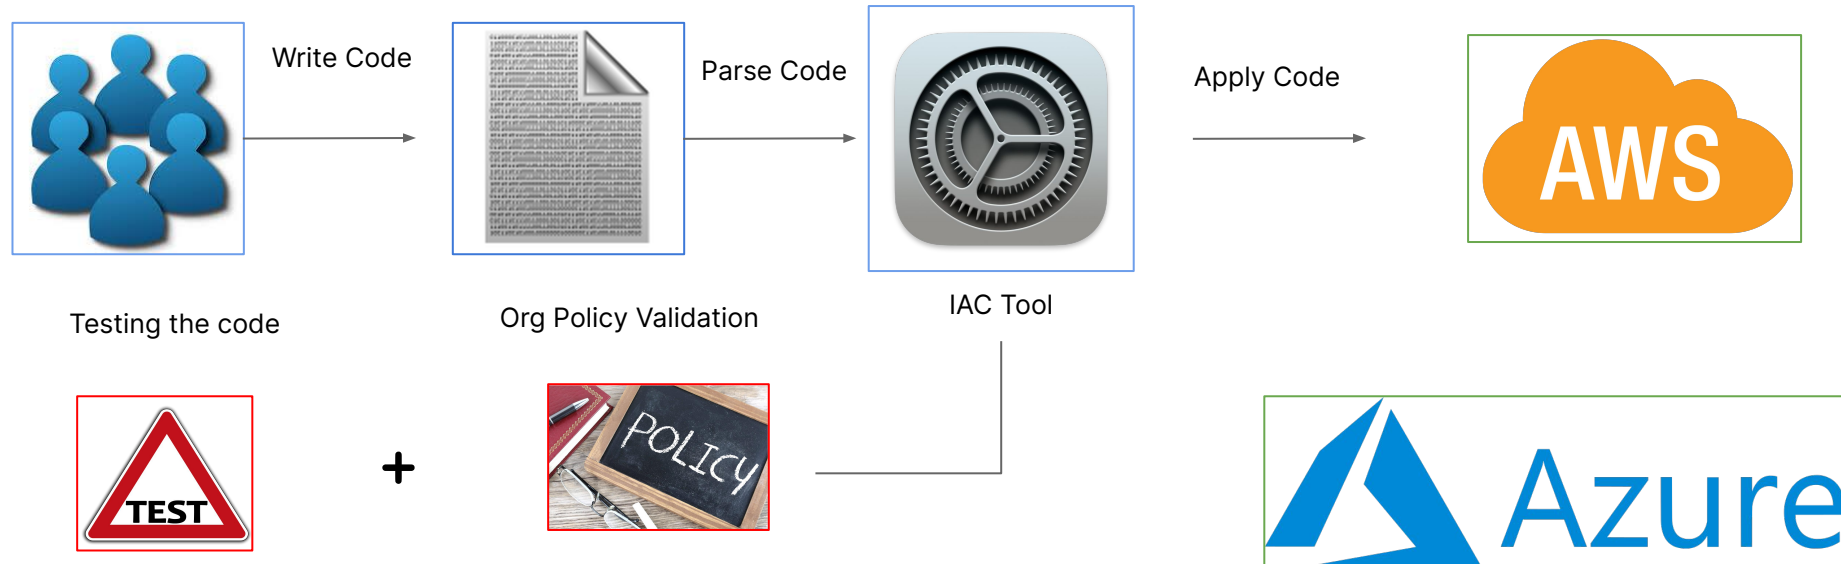 Write Code
Parse Code
Apply Code
AWS
IAC Tool
Testing the code
Org Policy Validation
TEST
+
POLICY
Azure